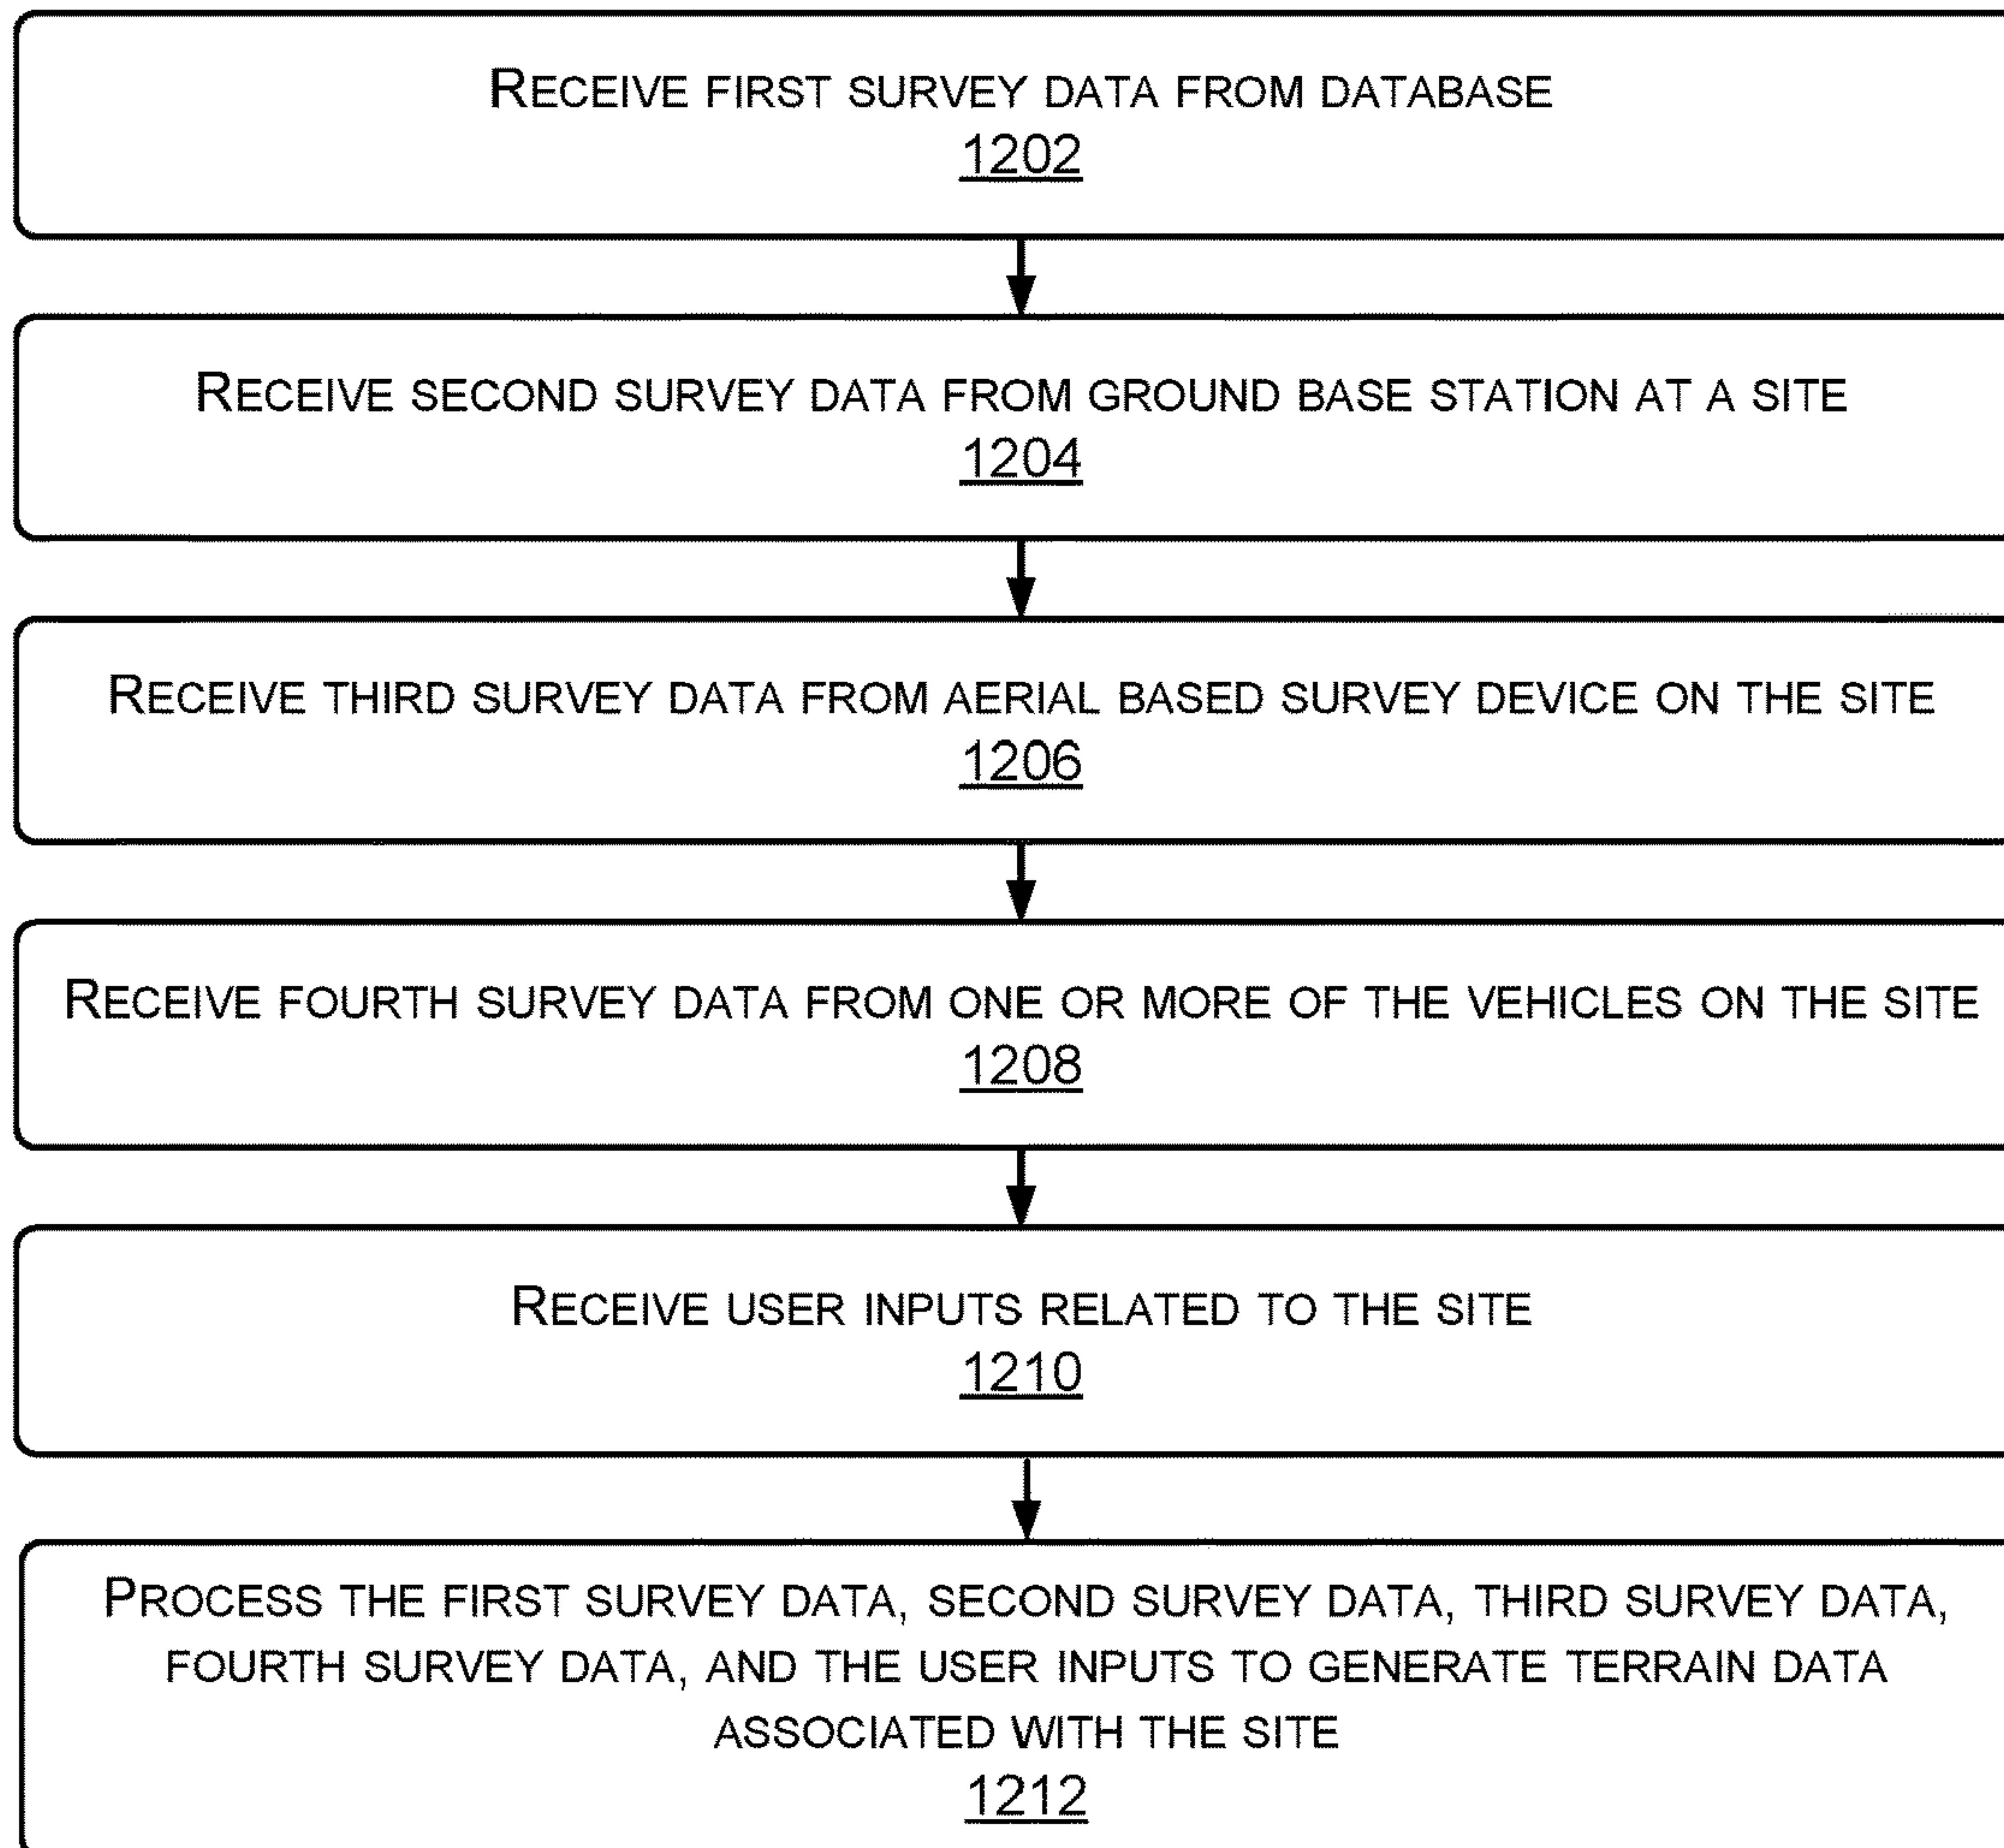 RECEIVE FIRST SURVEY DATA FROM DATABASE
1202
RECEIVE SECOND SURVEY DATA FROM GROUND BASE STATION AT A SITE
1204
RECEIVE THIRD SURVEY DATA FROM AERIAL BASED SURVEY DEVICE ON THE SITE
1206
RECEIVE FOURTH SURVEY DATA FROM ONE OR MORE OF THE VEHICLES ON THE SITE
1208
RECEIVE USER INPUTS RELATED TO THE SITE
1210
PROCESS THE FIRST SURVEY DATA, SECOND SURVEY DATA, THIRD SURVEY DATA,
FOURTH SURVEY DATA, AND THE USER INPUTS TO GENERATE TERRAIN DATA
ASSOCIATED WITH THE SITE
1212